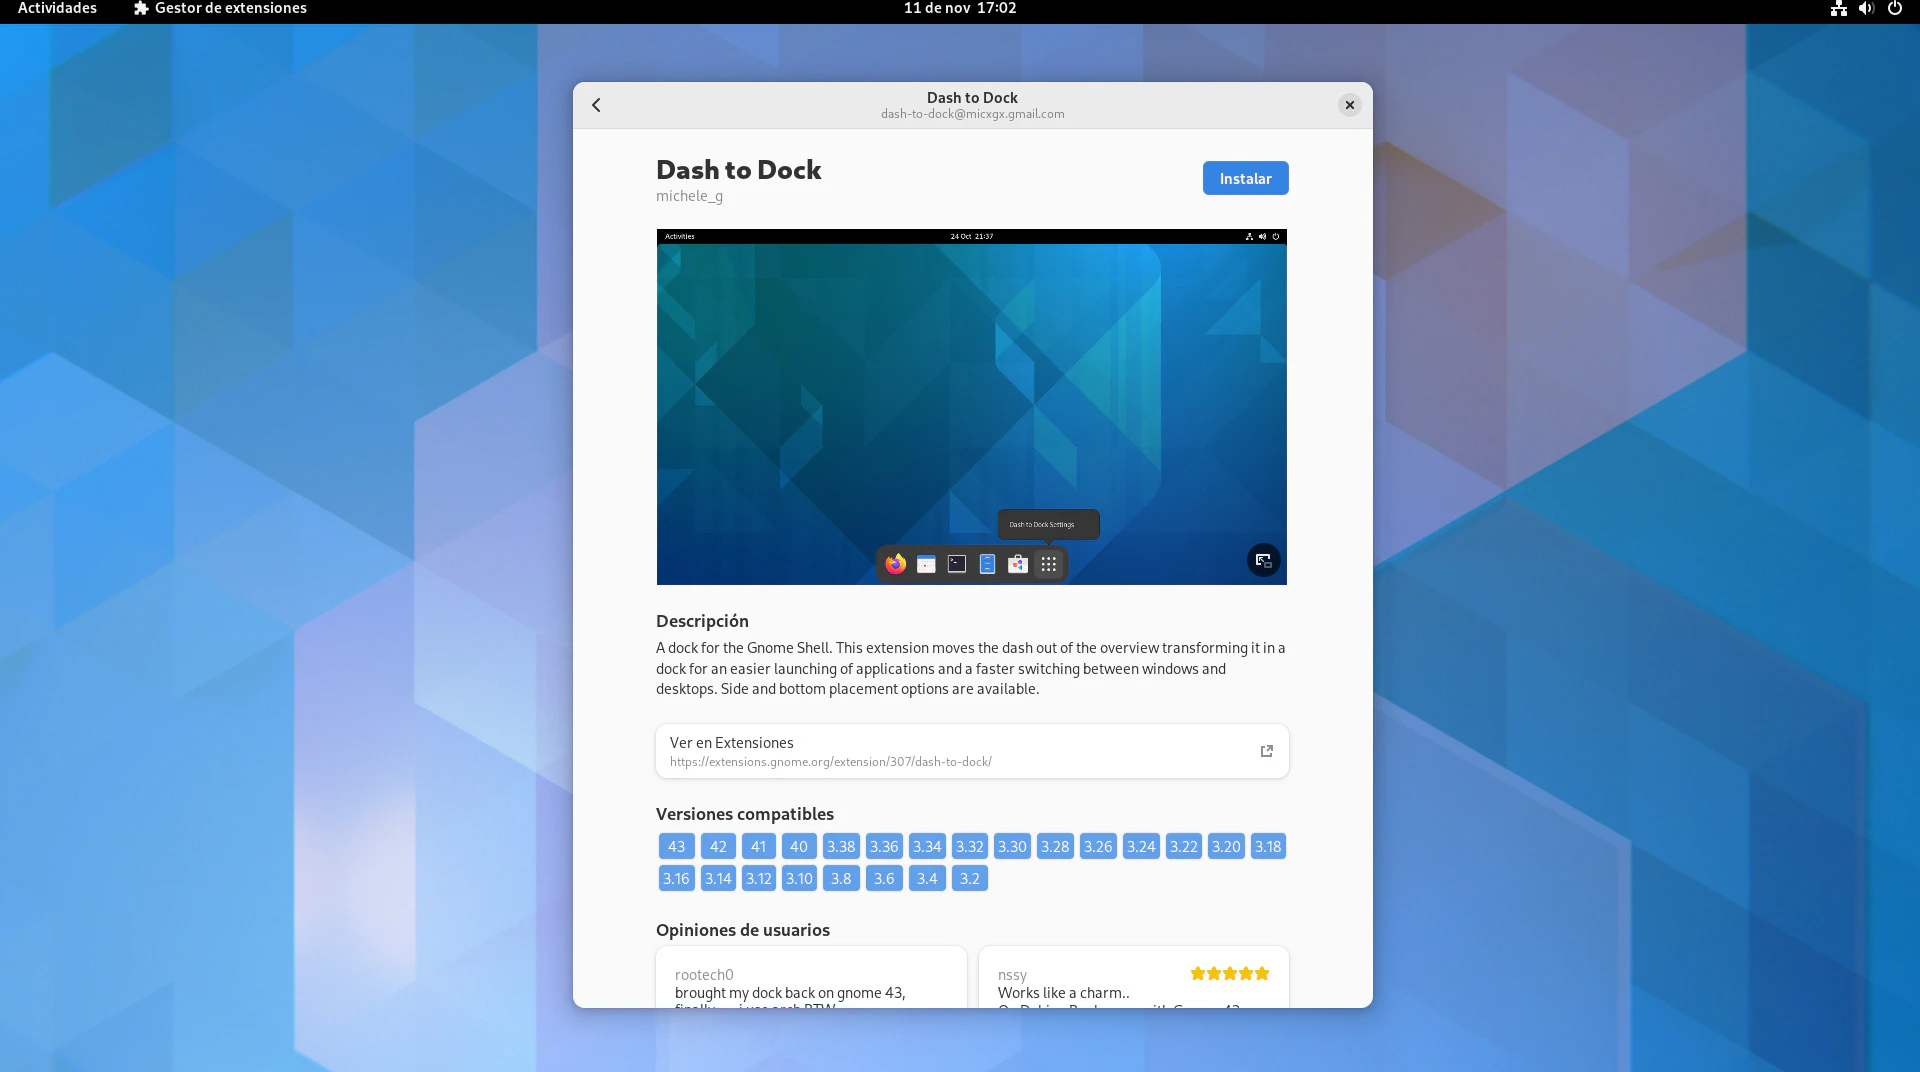 Actividades
Gestor de extensiones
11 de nov 17:02
Dash to Dock
dash-to-dock@micxgx.gmail.com
Dash to Dock
michele_g
Instalar
Activities
24 Oct 21:37
Dash to Dock Settings
Descripción
A dock for the Gnome Shell. This extension moves the dash out of the overview transforming it in a
dock for an easier launching of applications and a faster switching between windows and
desktops. Side and bottom placement options are available.
Ver en Extensiones
https://extensions.gnome.org/extension/307/dash-to-dock/
Versiones compatibles
43 42 41 40 3.38 3.36 3.34 3.32 3.30 3.28 3.26 3.24 3.22 3.20 3.18
3.16 3.14 3.12 3.10 3.8 3.6 3.4 3.2
Opiniones de usuarios
rootech0
brought my dock back on gnome 43,
nssy
Works like a charm..